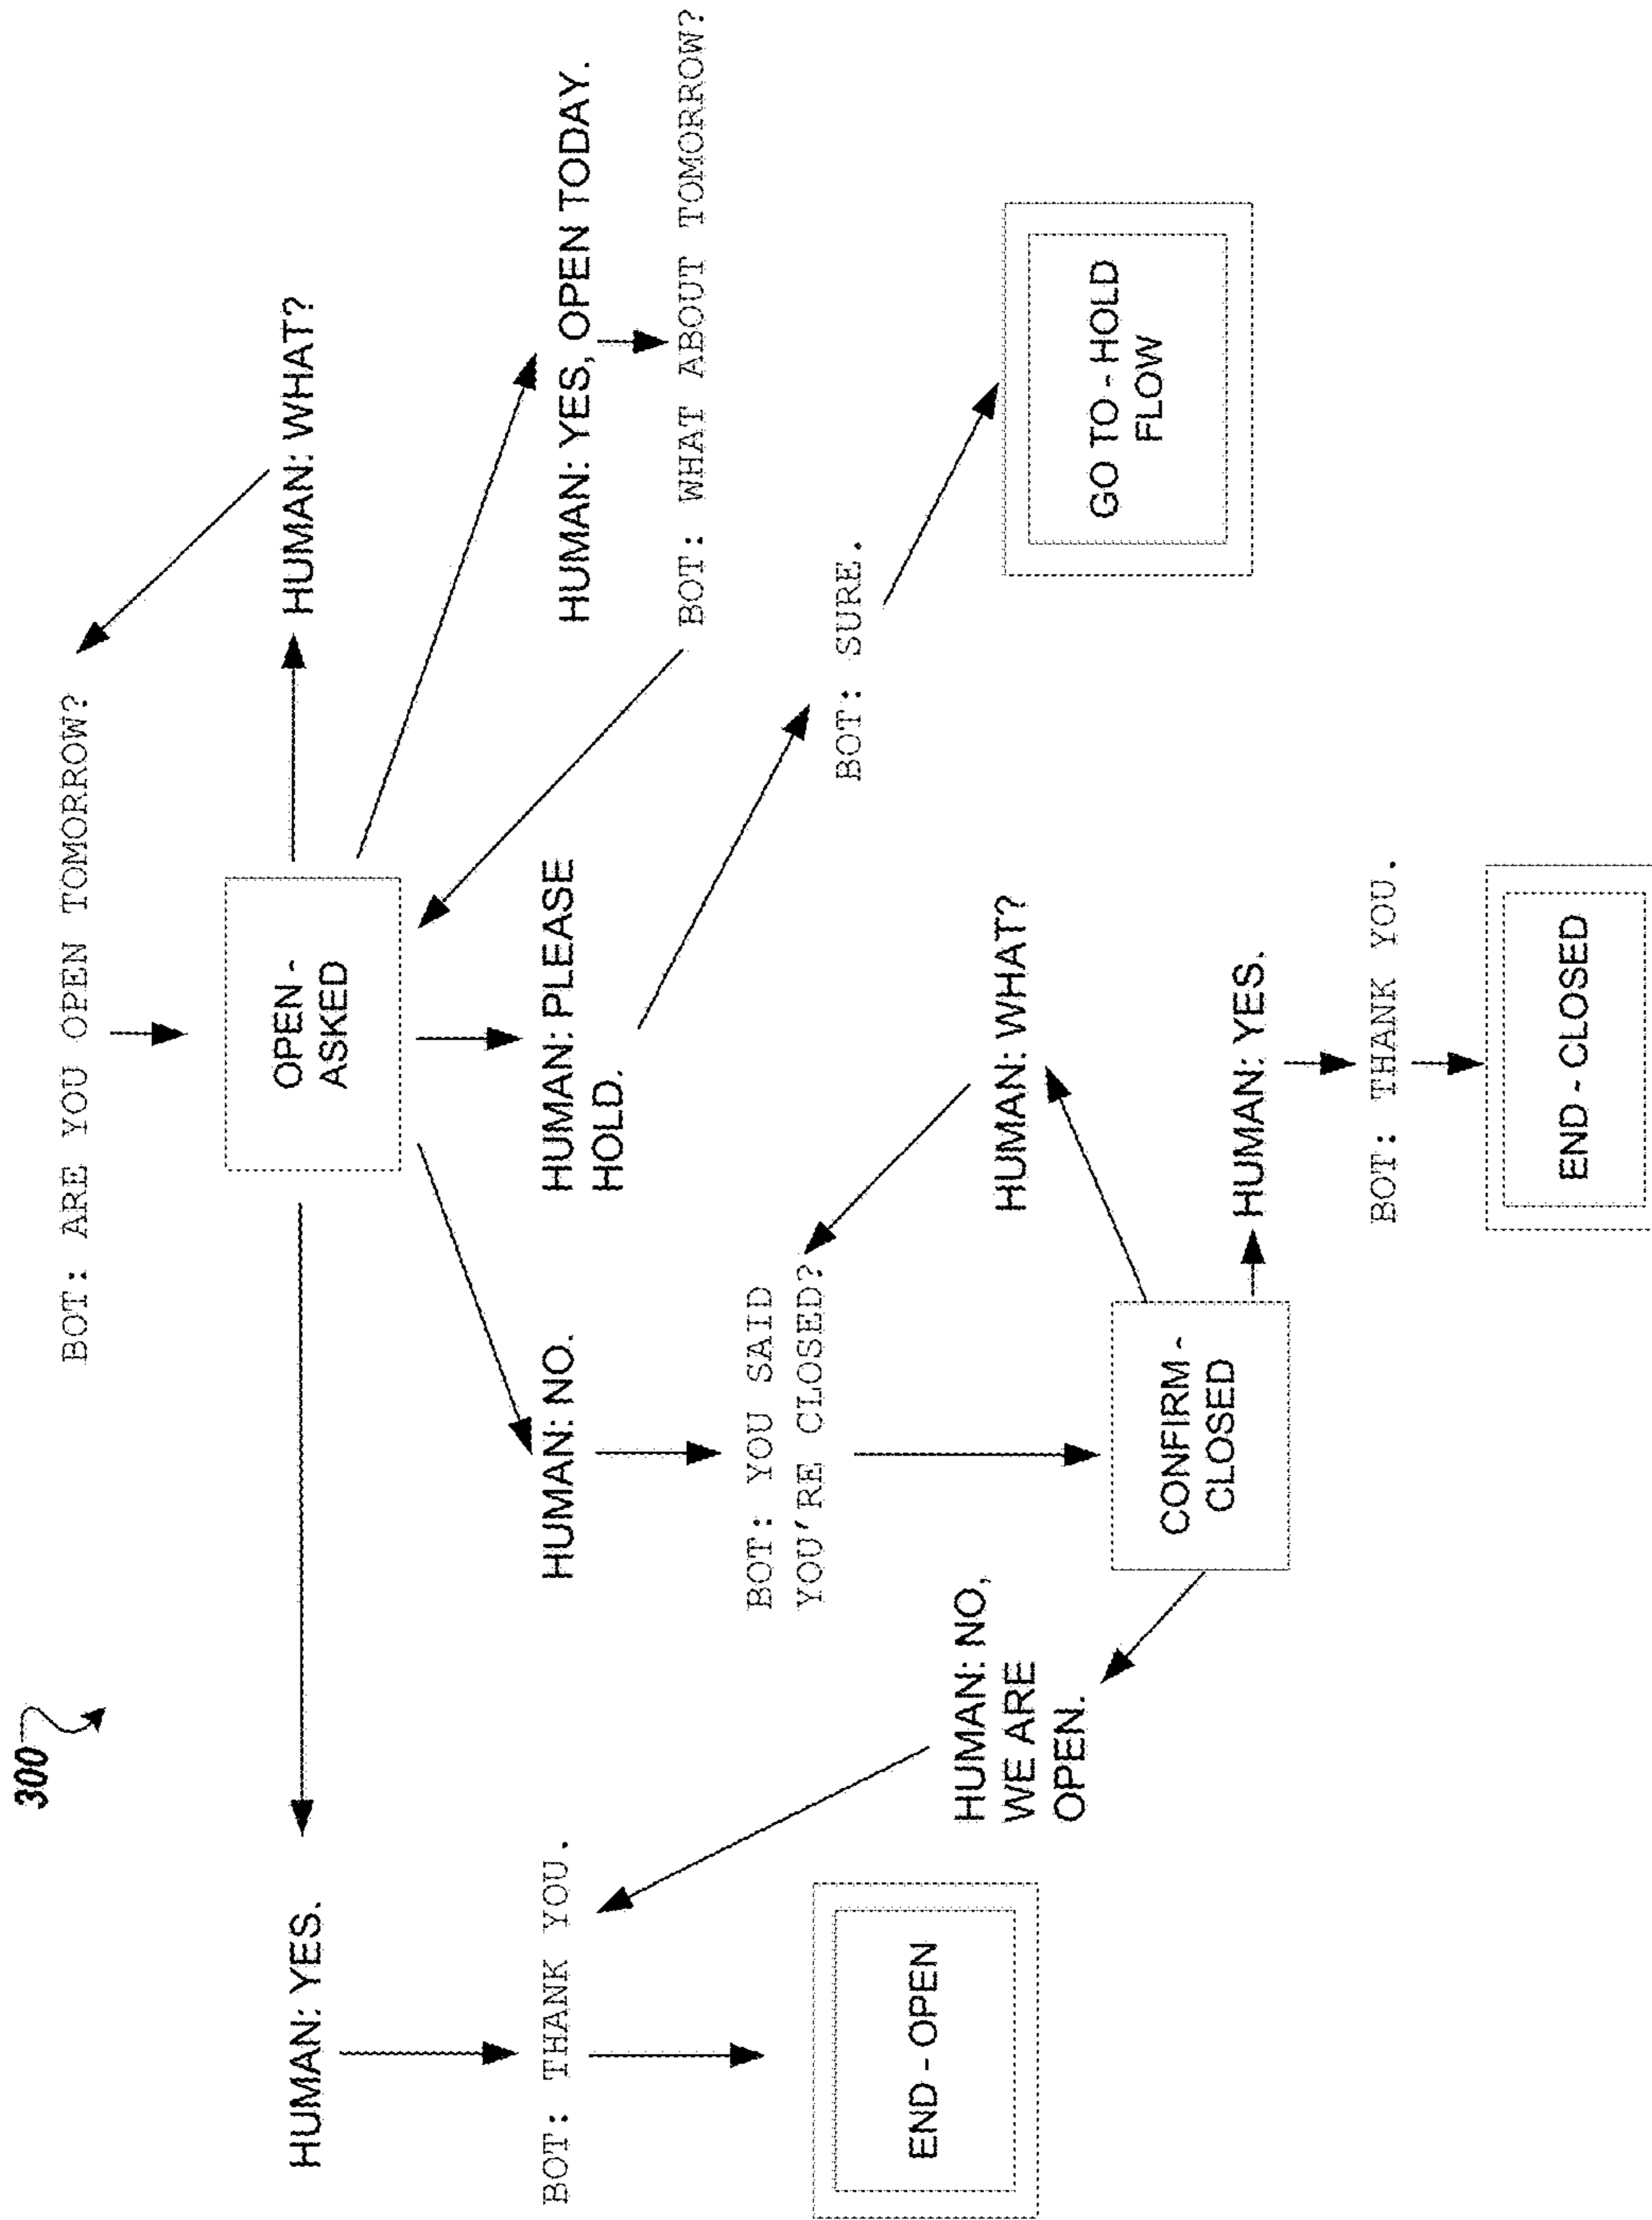 300
BOT: ARE YOU OPEN TOMORROW?
HUMAN: YES.
OPEN -
ASKED
HUMAN: WHAT?
BOT: THANK YOU.
HUMAN: NO.
HUMAN: PLEASE
HOLD.
HUMAN: YES, OPEN TODAY.
BOT: WHAT ABOUT TOMORROW?
BOT: YOU SAID
YOU'RE CLOSED?
BOT: SURE.
END - OPEN
HUMAN: NO,
WE ARE
OPEN.
HUMAN: WHAT?
GO TO - HOLD
FLOW
CONFIRM -
CLOSED
HUMAN: YES.
BOT: THANK YOU.
END - CLOSED